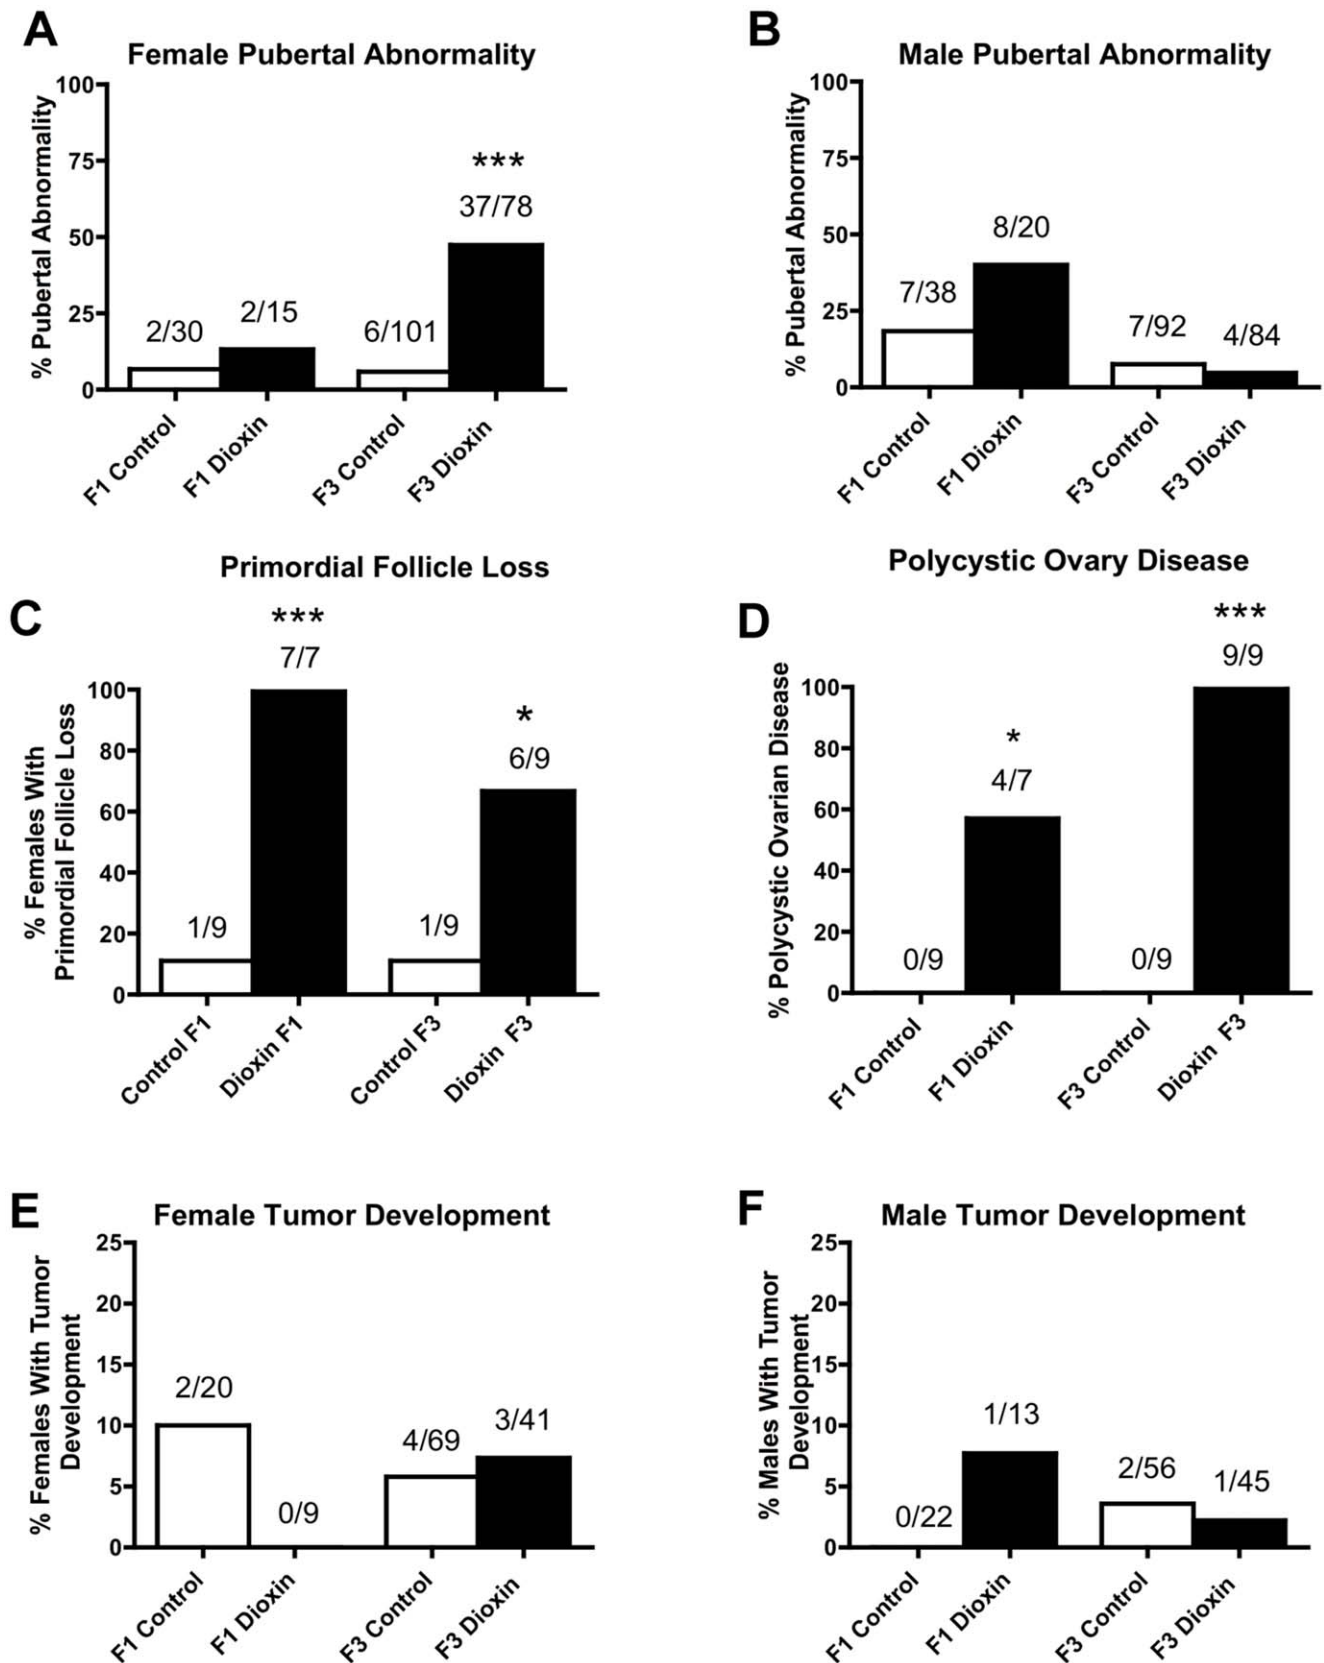 A
Female Pubertal Abnormality
% Pubertal Abnormality
100
75
50
25
0
2/30
2/15
6/101
37/78
***
F1 Control
F1 Dioxin
F3 Control
F3 Dioxin
B
Male Pubertal Abnormality
% Pubertal Abnormality
100
75
50
25
0
7/38
8/20
7/92
4/84
F1 Control
F1 Dioxin
F3 Control
F3 Dioxin
C
Primordial Follicle Loss
% Females With
Primordial Follicle Loss
100
80
60
40
20
0
1/9
***
7/7
1/9
*
6/9
Control F1
Dioxin F1
Control F3
Dioxin F3
D
Polycystic Ovary Disease
% Polycystic Ovarian Disease
100
80
60
40
20
0
0/9
*
4/7
0/9
***
9/9
F1 Control
F1 Dioxin
F3 Control
Dioxin F3
E
Female Tumor Development
% Females With Tumor
Development
25
20
15
10
5
0
2/20
0/9
4/69
3/41
F1 Control
F1 Dioxin
F3 Control
F3 Dioxin
F
Male Tumor Development
% Males With Tumor
Development
25
20
15
10
5
0
0/22
1/13
2/56
1/45
F1 Control
F1 Dioxin
F3 Control
F3 Dioxin